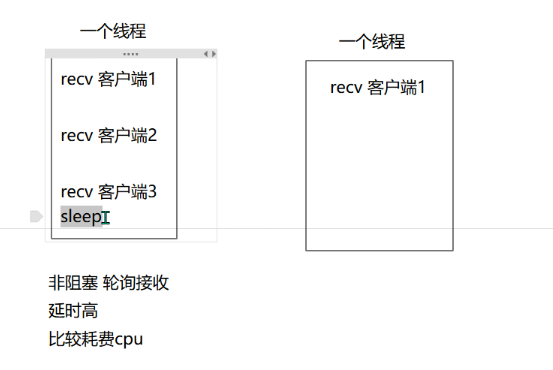 一个线程
recv 客户端1
recv 客户端2
recv 客户端3
sleep
非阻塞 轮询接收
延时高
比较耗费cpu
一个线程
recv 客户端1